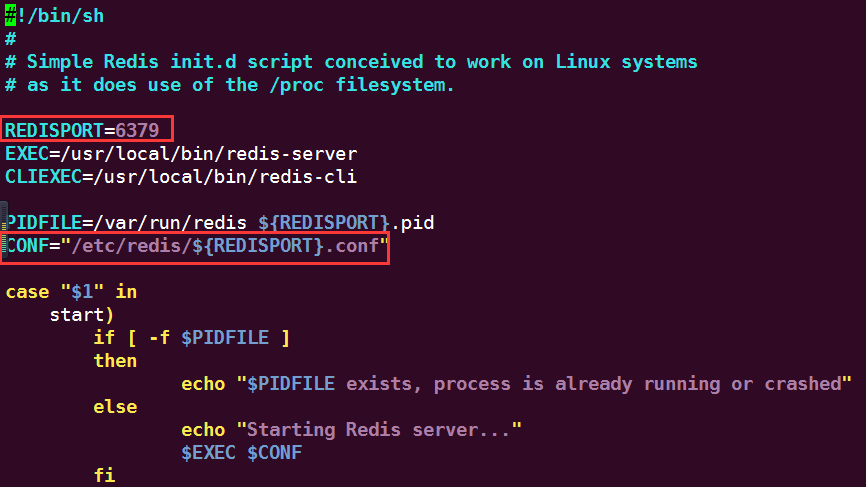 #!/bin/sh
#
# Simple Redis init.d script conceived to work on Linux systems
# as it does use of the /proc filesystem.
REDISPORT=6379
EXEC=/usr/local/bin/redis-server
CLIEXEC=/usr/local/bin/redis-cli
PIDFILE=/var/run/redis_${REDISPORT}.pid
CONF="/etc/redis/${REDISPORT}.conf"
case "$1" in
start)
if [ -f $PIDFILE ]
then
echo "$PIDFILE exists, process is already running or crashed"
else
echo "Starting Redis server..."
$EXEC $CONF
fi